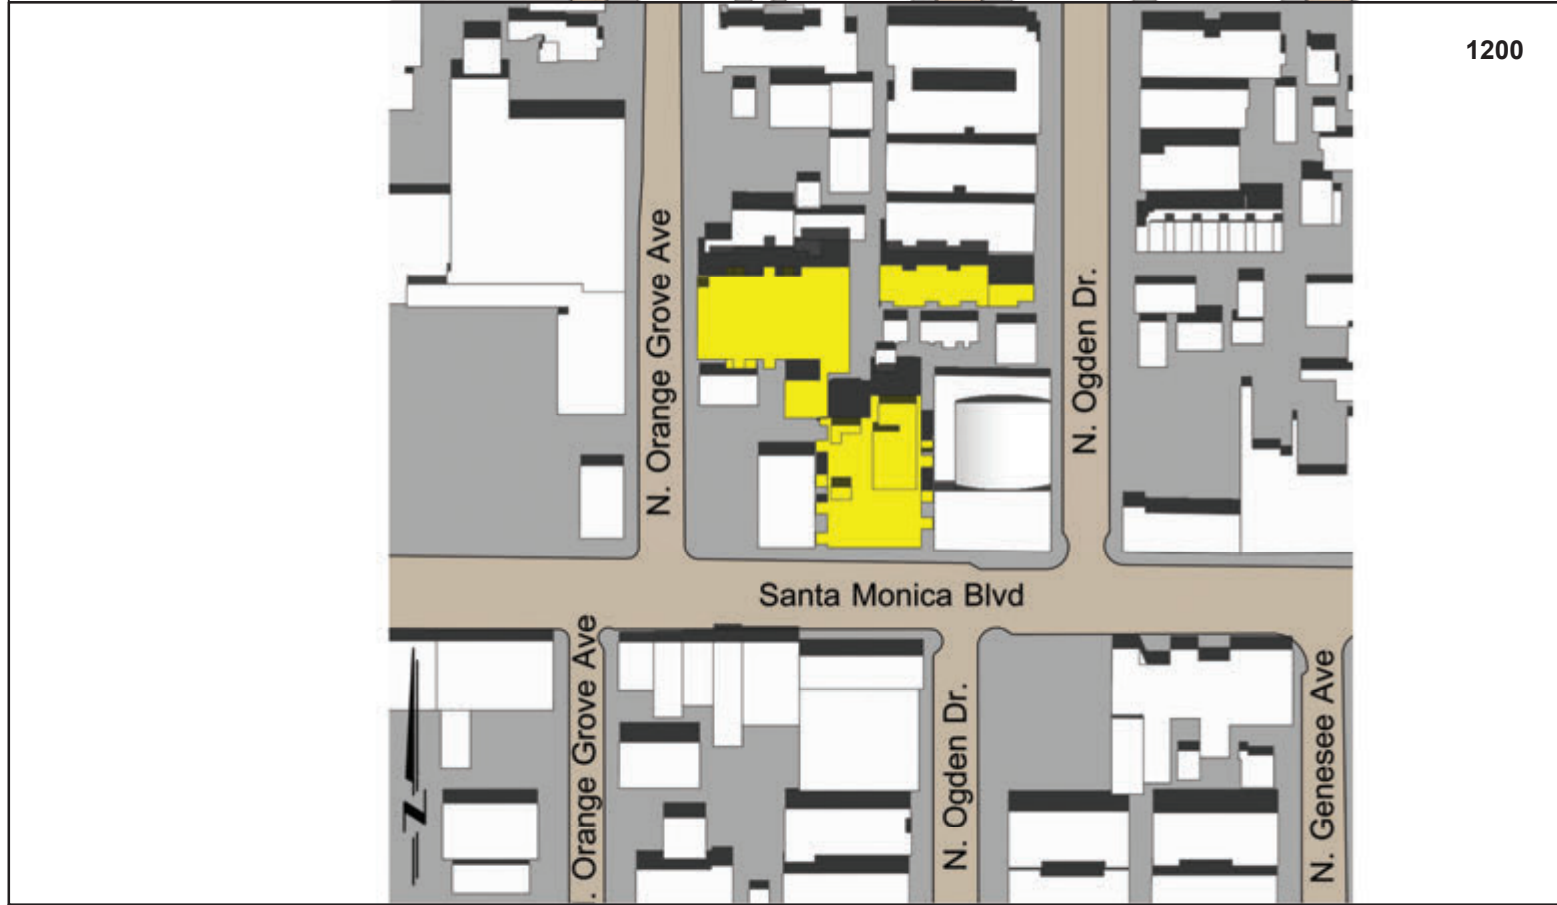 1200
N. Orange Grove Ave
N. Ogden Dr.
Santa Monica Blvd
. Orange Grove Ave
N. Ogden Dr.
N. Genesee Ave
N